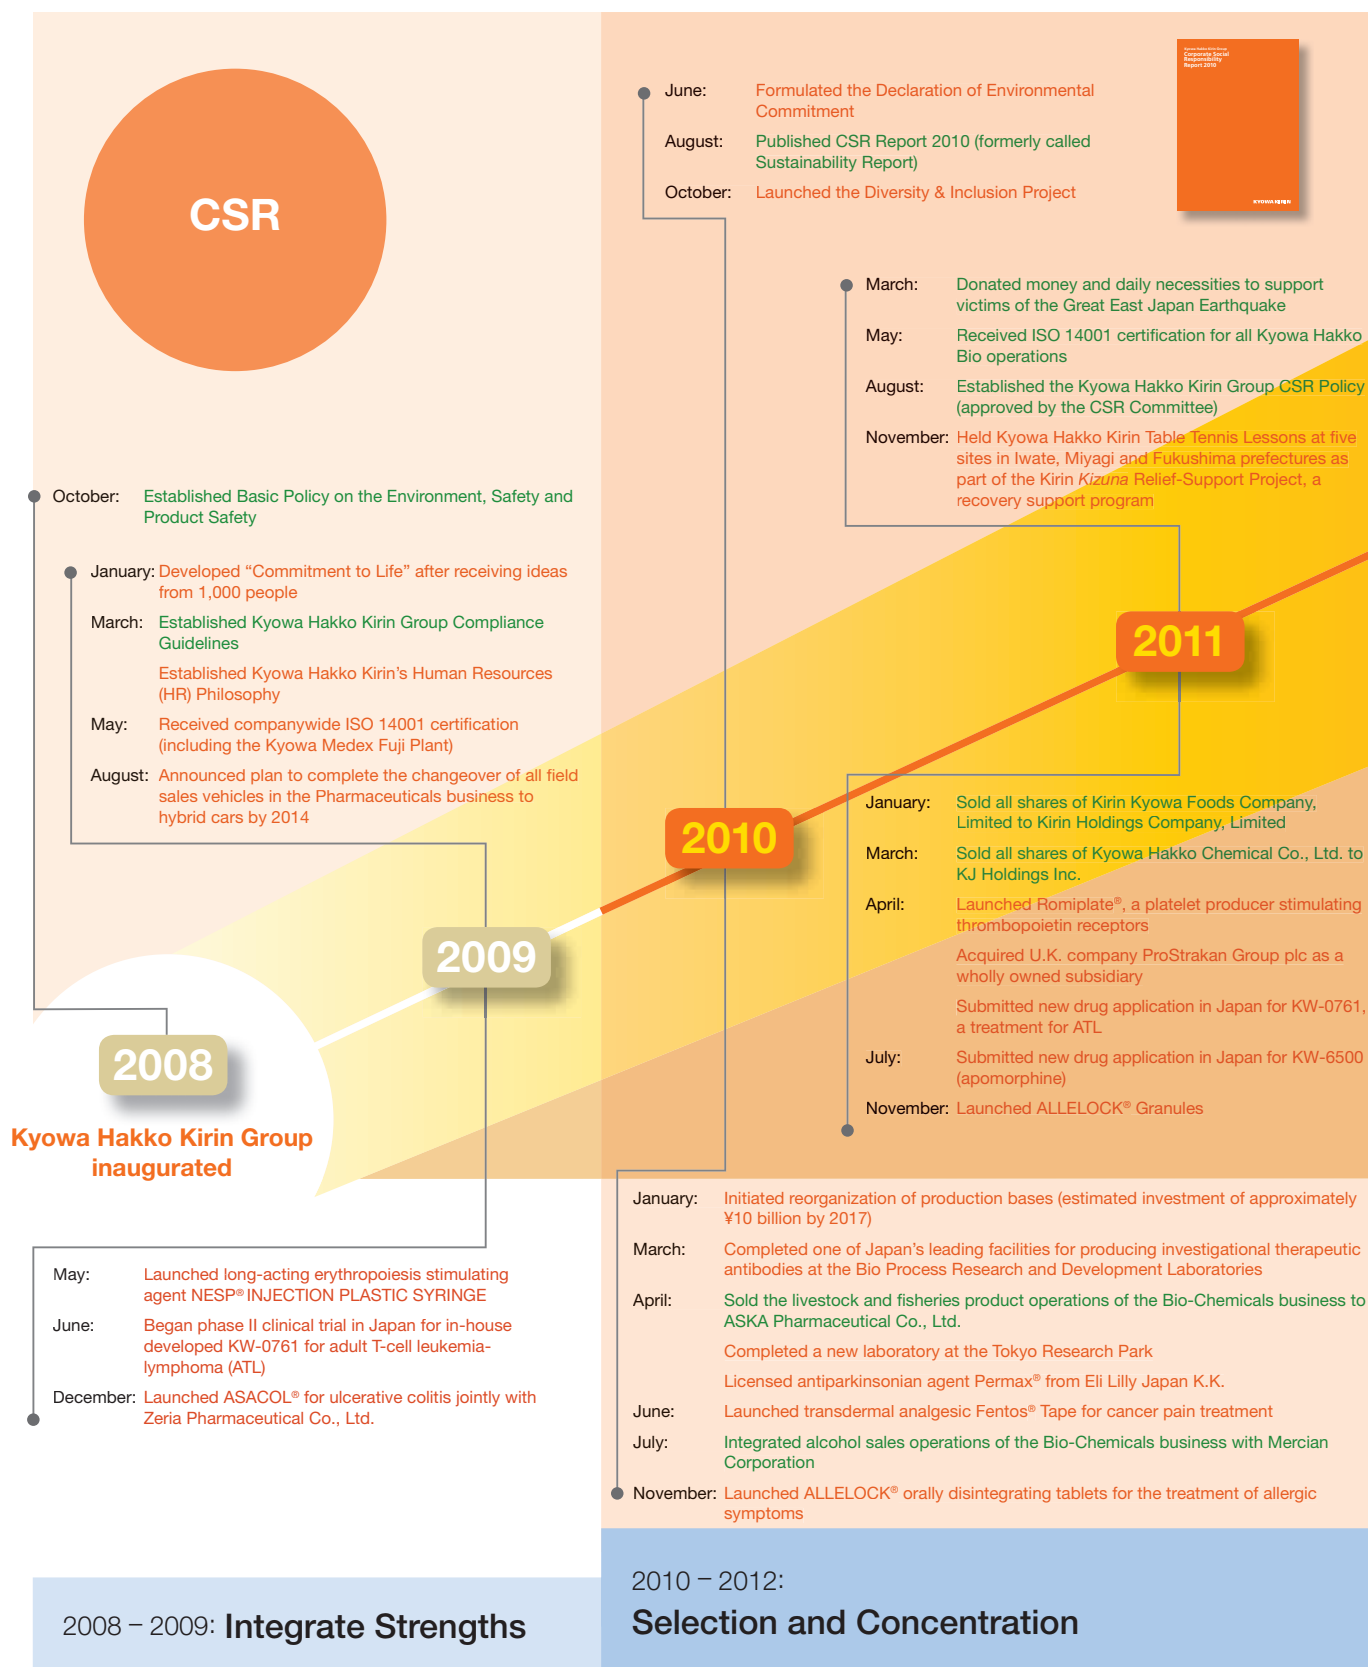 CSR
October: Established Basic Policy on the Environment, Safety and
Product Safety
January: Developed “Commitment to Life” after receiving ideas
from 1,000 people
March: Established Kyowa Hakko Kirin Group Compliance
Guidelines
Established Kyowa Hakko Kirin’s Human Resources
(HR) Philosophy
May: Received companywide ISO 14001 certification
(including the Kyowa Medex Fuji Plant)
August: Announced plan to complete the changeover of all field
sales vehicles in the Pharmaceuticals business to
hybrid cars by 2014
2009
2008
Kyowa Hakko Kirin Group
inaugurated
May: Launched long-acting erythropoiesis stimulating
agent NESP® INJECTION PLASTIC SYRINGE
June: Began phase II clinical trial in Japan for in-house
developed KW-0761 for adult T-cell leukemia-
lymphoma (ATL)
December: Launched ASACOL® for ulcerative colitis jointly with
Zeria Pharmaceutical Co., Ltd.
2008 – 2009: Integrate Strengths
June: Formulated the Declaration of Environmental
Commitment
August: Published CSR Report 2010 (formerly called
Sustainability Report)
October: Launched the Diversity & Inclusion Project
Kyowa Hakko Kirin Group
Corporate Social
Responsibility
Report 2010
KYOWA KIRIN
March: Donated money and daily necessities to support
victims of the Great East Japan Earthquake
May: Received ISO 14001 certification for all Kyowa Hakko
Bio operations
August: Established the Kyowa Hakko Kirin Group CSR Policy
(approved by the CSR Committee)
November: Held Kyowa Hakko Kirin Table Tennis Lessons at five
sites in Iwate, Miyagi and Fukushima prefectures as
part of the Kirin Kizuna Relief-Support Project, a
recovery support program
2011
2010
January: Sold all shares of Kirin Kyowa Foods Company,
Limited to Kirin Holdings Company, Limited
March: Sold all shares of Kyowa Hakko Chemical Co., Ltd. to
KJ Holdings Inc.
April: Launched Romiplate®, a platelet producer stimulating
thrombopoietin receptors
Acquired U.K. company ProStrakan Group plc as a
wholly owned subsidiary
Submitted new drug application in Japan for KW-0761,
a treatment for ATL
July: Submitted new drug application in Japan for KW-6500
(apomorphine)
November: Launched ALLELOCK® Granules
January: Initiated reorganization of production bases (estimated investment of approximately
¥10 billion by 2017)
March: Completed one of Japan’s leading facilities for producing investigational therapeutic
antibodies at the Bio Process Research and Development Laboratories
April: Sold the livestock and fisheries product operations of the Bio-Chemicals business to
ASKA Pharmaceutical Co., Ltd.
Completed a new laboratory at the Tokyo Research Park
Licensed antiparkinsonian agent Permax® from Eli Lilly Japan K.K.
June: Launched transdermal analgesic Fentos® Tape for cancer pain treatment
July: Integrated alcohol sales operations of the Bio-Chemicals business with Mercian
Corporation
November: Launched ALLELOCK® orally disintegrating tablets for the treatment of allergic
symptoms
2010 – 2012:
Selection and Concentration